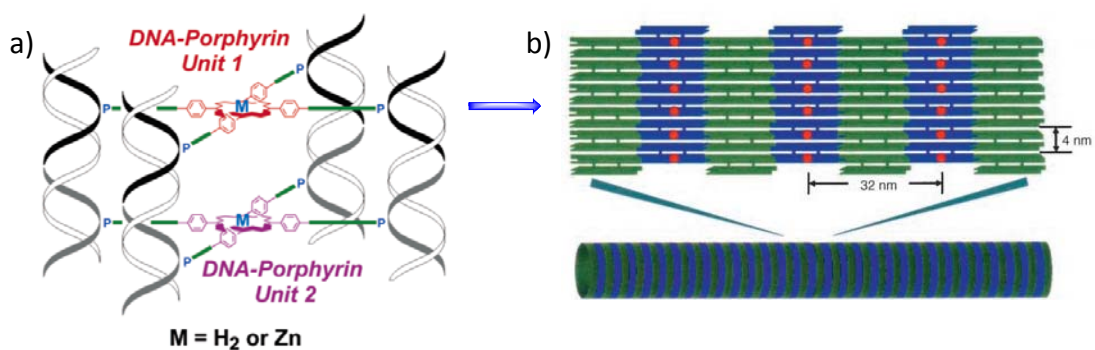 a)
DNA-Porphyrin
Unit 1
P
M
P
P
P
P
M
P
P
P
DNA-Porphyrin
Unit 2
M = H₂ or Zn
b)
4 nm
32 nm